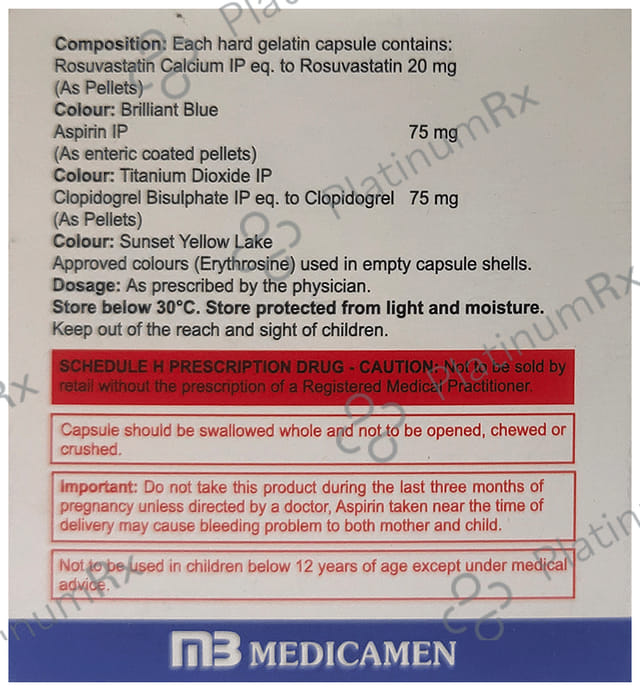 Composition: Each hard gelatin capsule contains:
Rosuvastatin Calcium IP eq. to Rosuvastatin 20 mg
(As Pellets)
Colour: Brilliant Blue
Aspirin IP 75 mg
(As enteric coated pellets)
Colour: Titanium Dioxide IP
Clopidogrel Bisulphate IP eq. to Clopidogrel 75 mg
(As Pellets)
Colour: Sunset Yellow Lake
Approved colours (Erythrosine) used in empty capsule shells.
Dosage: As prescribed by the physician.
Store below 30°C. Store protected from light and moisture.
Keep out of the reach and sight of children.
SCHEDULE H PRESCRIPTION DRUG - CAUTION: Not to be sold by
retail without the prescription of a Registered Medical Practitioner.
Capsule should be swallowed whole and not to be opened, chewed or
crushed.
Important: Do not take this product during the last three months of
pregnancy unless directed by a doctor, Aspirin taken near the time of
delivery may cause bleeding problem to both mother and child.
Not to be used in children below 12 years of age except under medical
advice.
MB MEDICAMEN
PlatinumRx
PlatinumRx
PlatinumRx
Rx
PlatinumRx
PlatinumRx